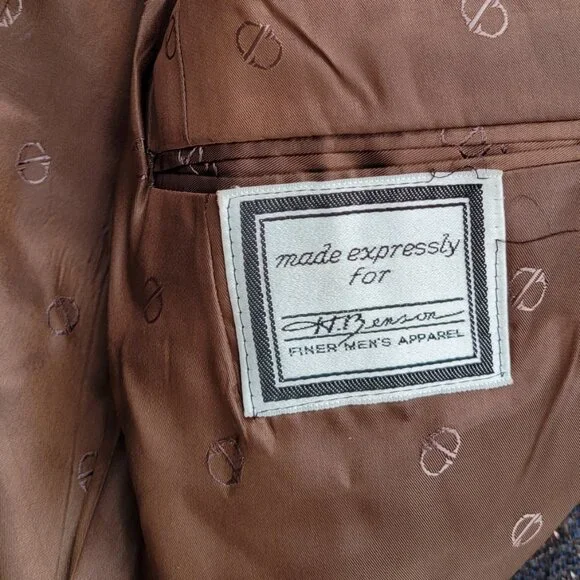 made expressly
for
H. Benson
FINER MEN'S APPAREL